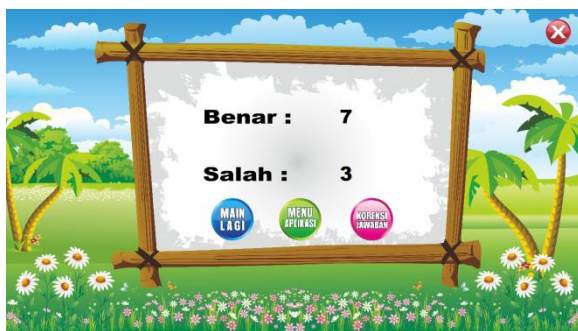 Benar : 7
Salah : 3
MAIN LAGI
MENU APLIKASI
KOREKSI JAWABAN